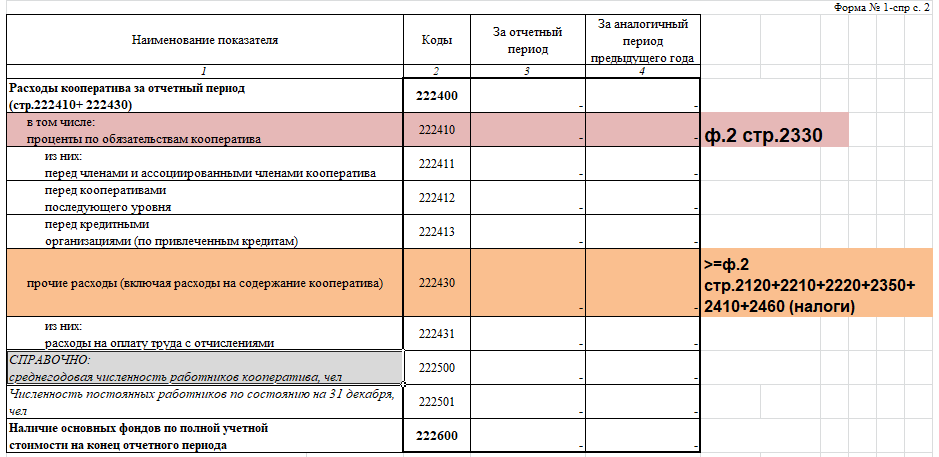 Форма № 1-спр с. 2
Наименование показателя
Коды
За отчетный
период
За аналогичный
период
предыдущего года
1
2
3
4
Расходы кооператива за отчетный период
(стр.222410+ 222430)
222400
-
-
в том числе:
проценты по обязательствам кооператива
222410
-
-
ф.2 стр.2330
из них:
перед членами и ассоциированными членами кооператива
222411
-
-
перед кооперативами
последующего уровня
222412
-
-
перед кредитными
организациями (по привлеченным кредитам)
222413
-
-
прочие расходы (включая расходы на содержание кооператива)
222430
-
-
>=ф.2
стр.2120+2210+2220+2350+
2410+2460 (налоги)
из них:
расходы на оплату труда с отчислениями
222431
-
-
СПРАВОЧНО:
среднегодовая численность работников кооператива, чел
222500
-
-
Численность постоянных работников по состоянию на 31 декабря,
чел
222501
-
-
Наличие основных фондов по полной учетной
стоимости на конец отчетного периода
222600
-
-